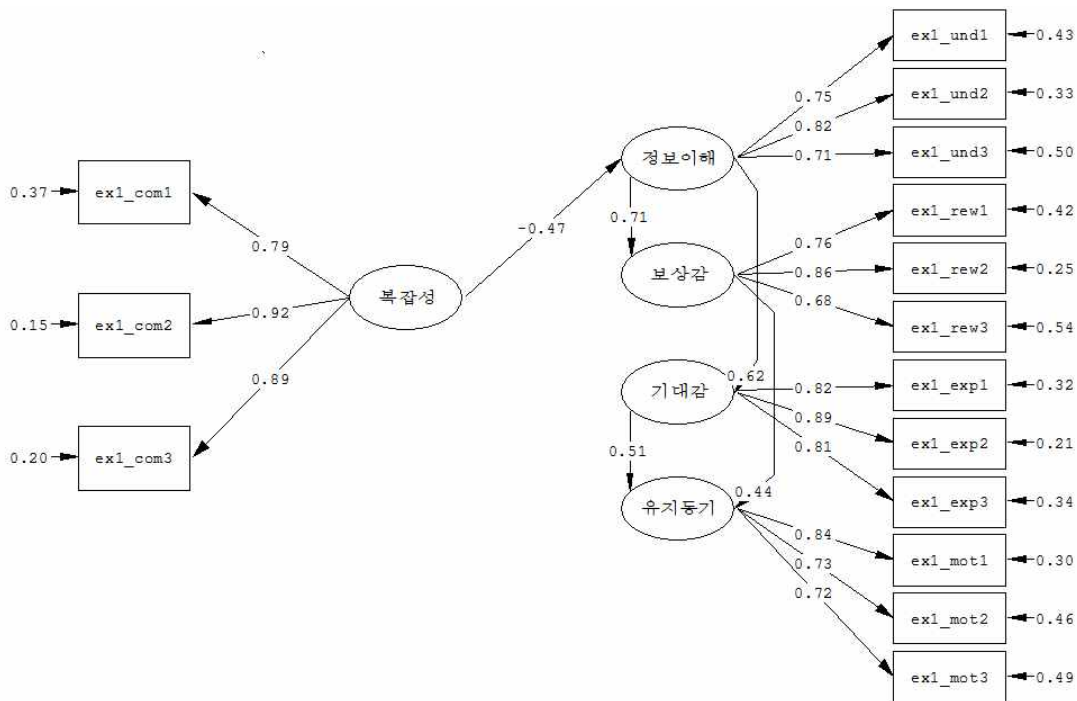 0.37 ex1_com1
0.15 ex1_com2
0.20 ex1_com3
0.79
0.92
0.89
복잡성
-0.47
정보이해
0.71
보상감
기대감
0.51
유지동기
0.62
0.44
0.75
0.82
0.71
0.76
0.86
0.68
0.82
0.89
0.81
0.84
0.73
0.72
ex1_und1 0.43
ex1_und2 0.33
ex1_und3 0.50
ex1_rew1 0.42
ex1_rew2 0.25
ex1_rew3 0.54
ex1_exp1 0.32
ex1_exp2 0.21
ex1_exp3 0.34
ex1_mot1 0.30
ex1_mot2 0.46
ex1_mot3 0.49